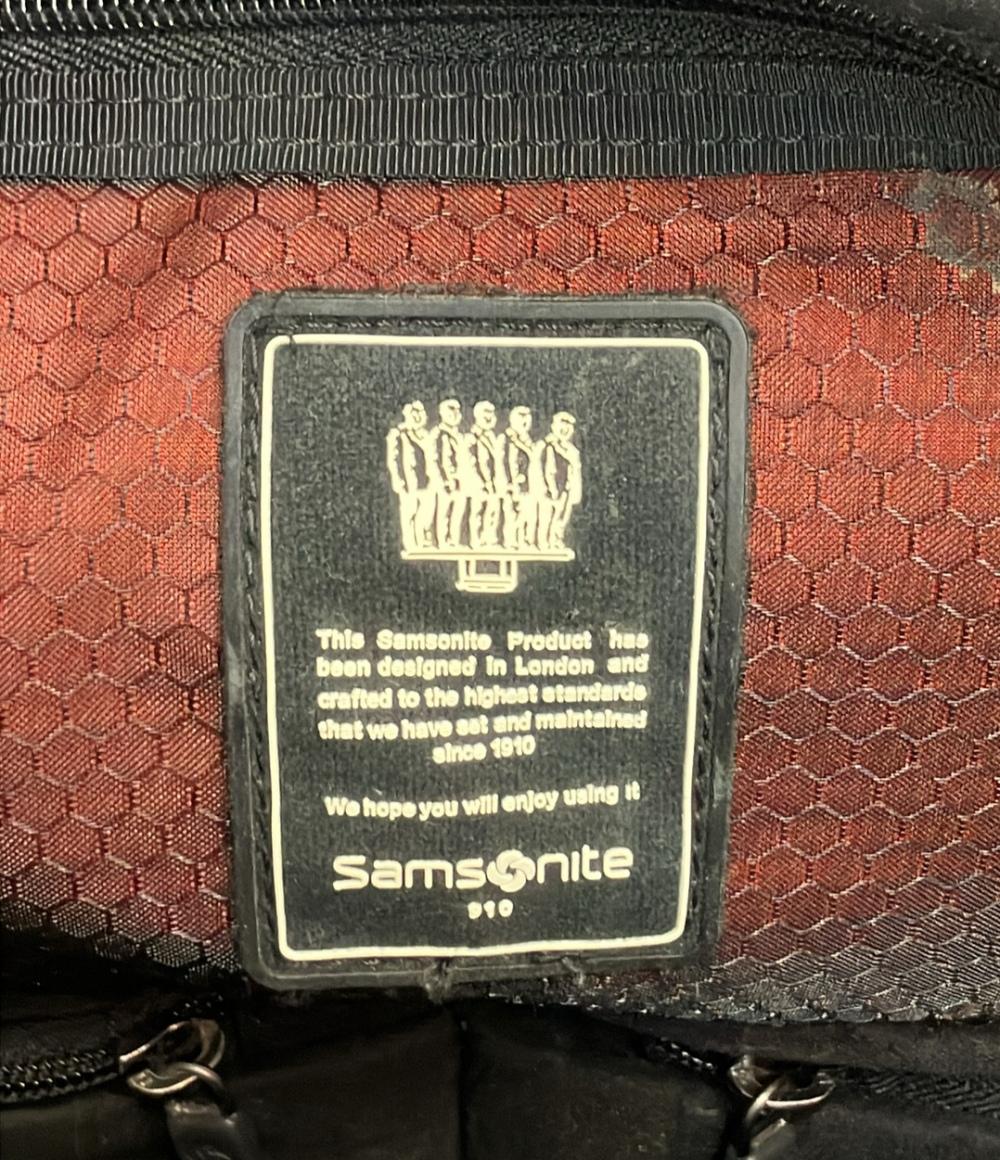 This Samsonite Product has
been designed in London and
crafted to the highest standards
that we have set and maintained
since 1910
We hope you will enjoy using it
Samsonite
910